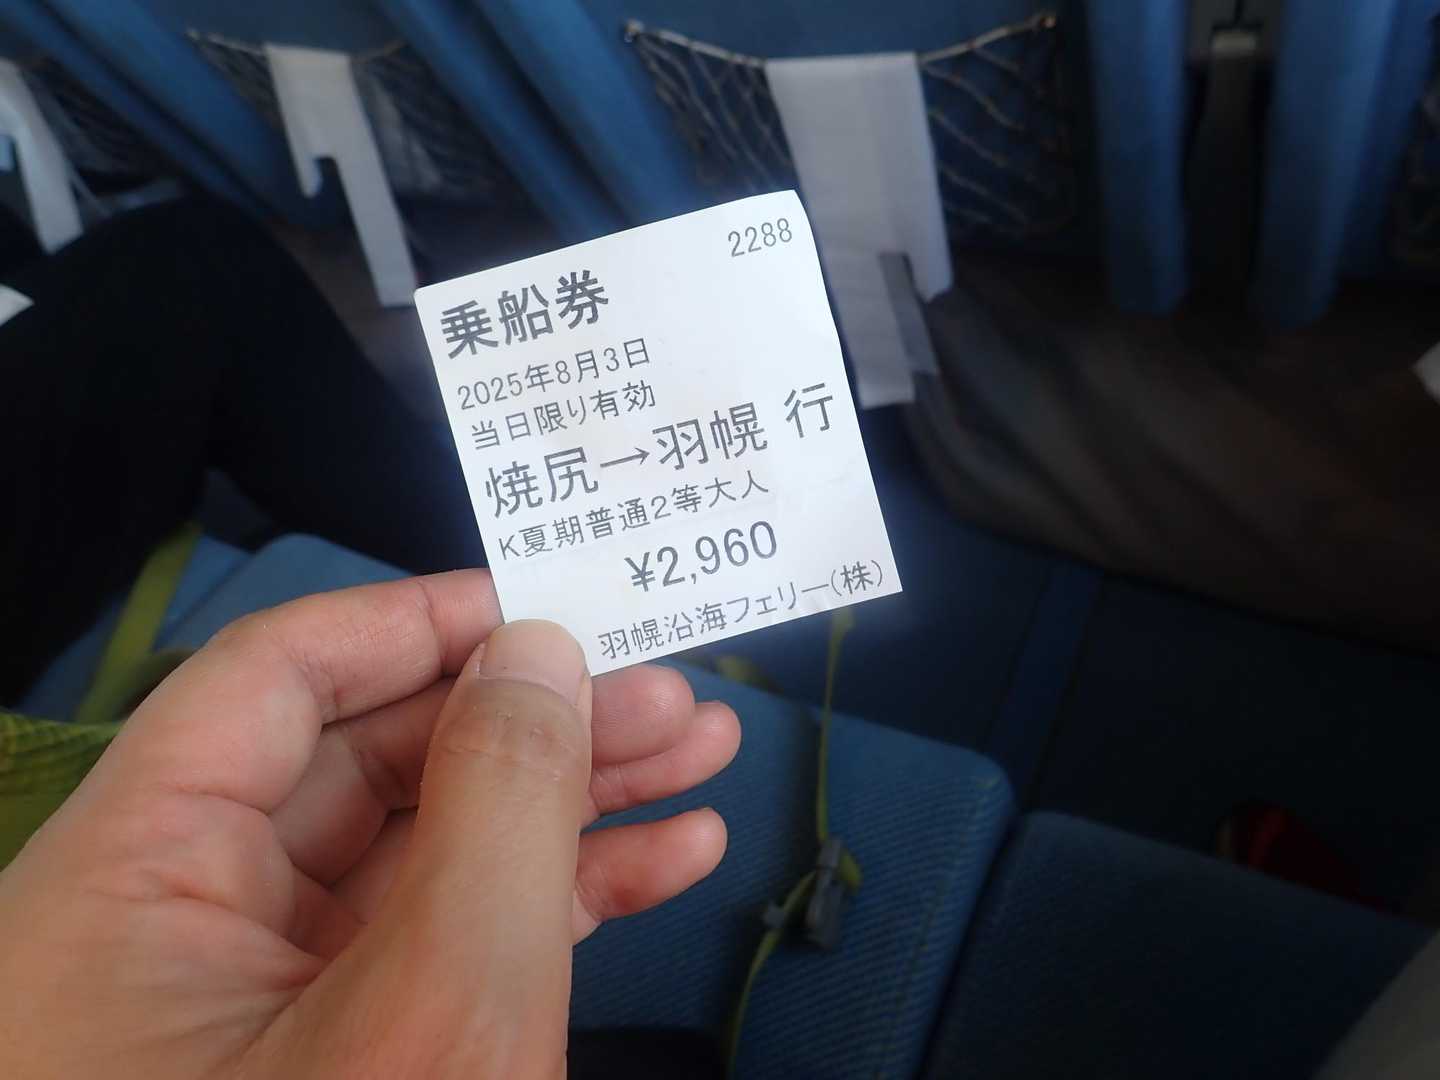 2288
乗船券
2025年8月3日
当日限り有効
焼尻→羽幌 行
K夏期普通2等大人
¥2,960
羽幌沿海フェリー(株)